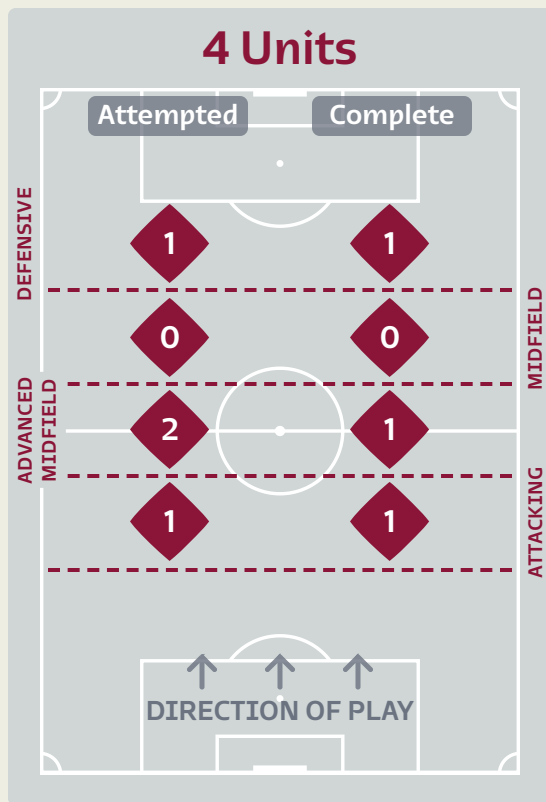 4 Units
Attempted Complete
DEFENSIVE
1 1
MIDFIELD
0 0
ADVANCED
MIDFIELD
2 1
ATTACKING
1 1
DIRECTION OF PLAY